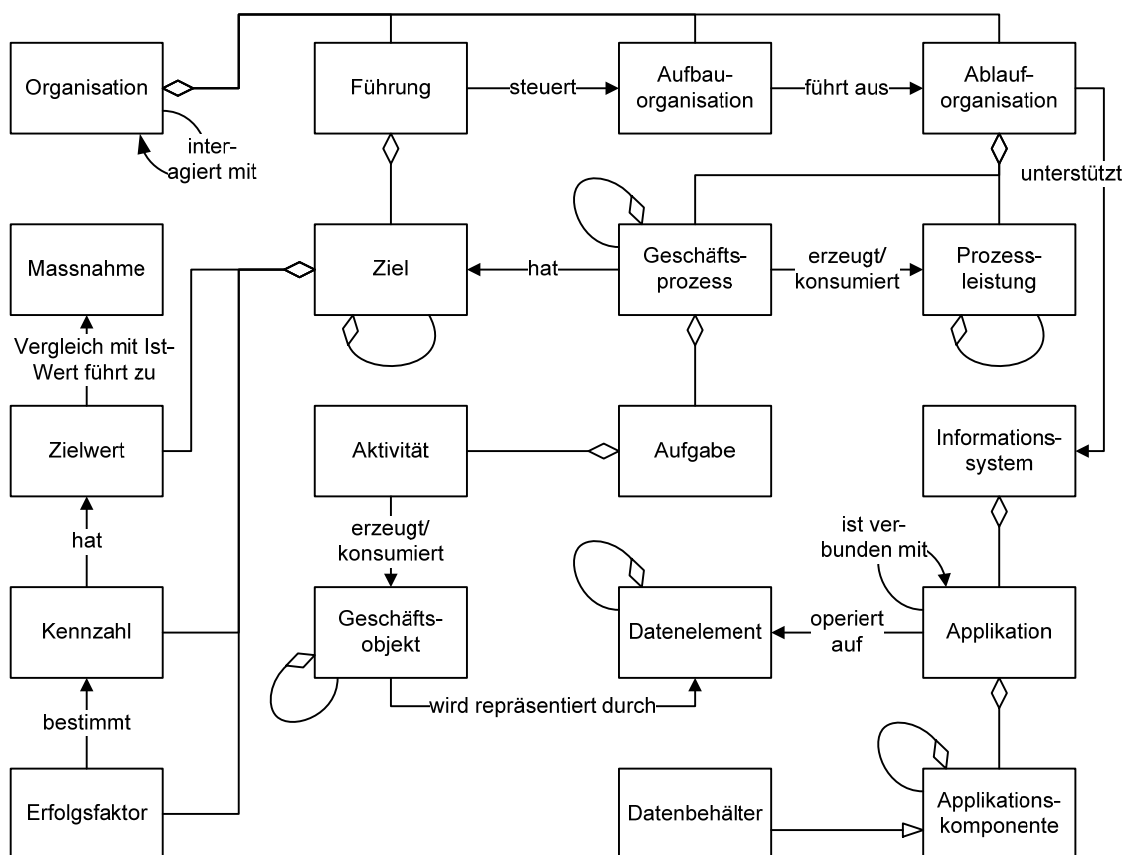 Organisation
Führung
steuert
Aufbau-
organisation
führt aus
Ablauf-
organisation
inter-
agiert mit
unterstützt
Massnahme
Ziel
hat
Geschäfts-
prozess
erzeugt/
konsumiert
Prozess-
leistung
Vergleich mit Ist-
Wert führt zu
Zielwert
Aktivität
Aufgabe
Informations-
system
hat
erzeugt/
konsumiert
ist ver-
bunden mit
Kennzahl
Geschäfts-
objekt
Datenelement
operiert
auf
Applikation
bestimmt
wird repräsentiert durch
Erfolgsfaktor
Datenbehälter
Applikations-
komponente